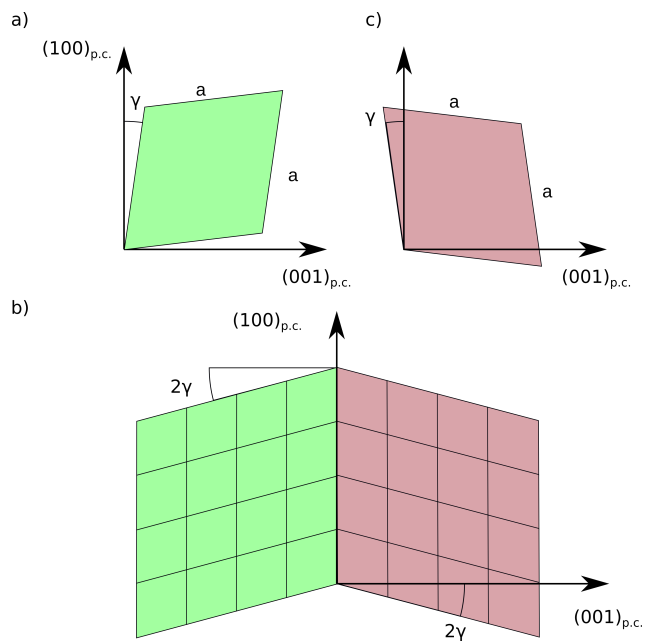 a)
c)
(100)p.c.
γ
a
a
(001)p.c.
γ
a
a
(001)p.c.
b)
(100)p.c.
2γ
2γ
(001)p.c.